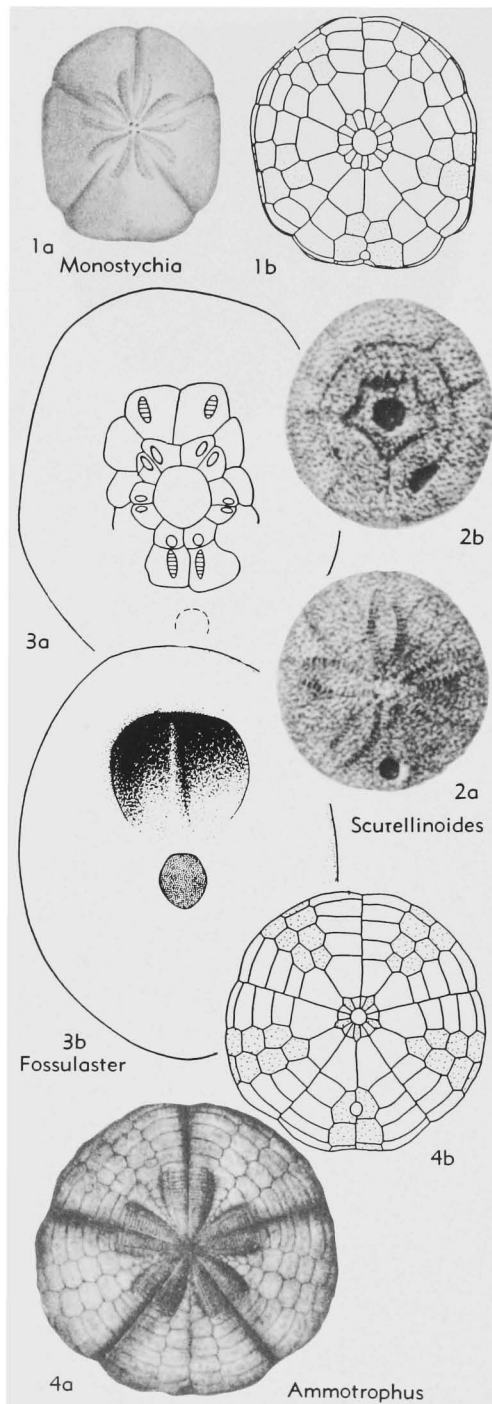 1a
Monostychia
1b
2b
3a
2a
Scutellinoides
3b
Fossulaster
4b
4a
Ammotrophus